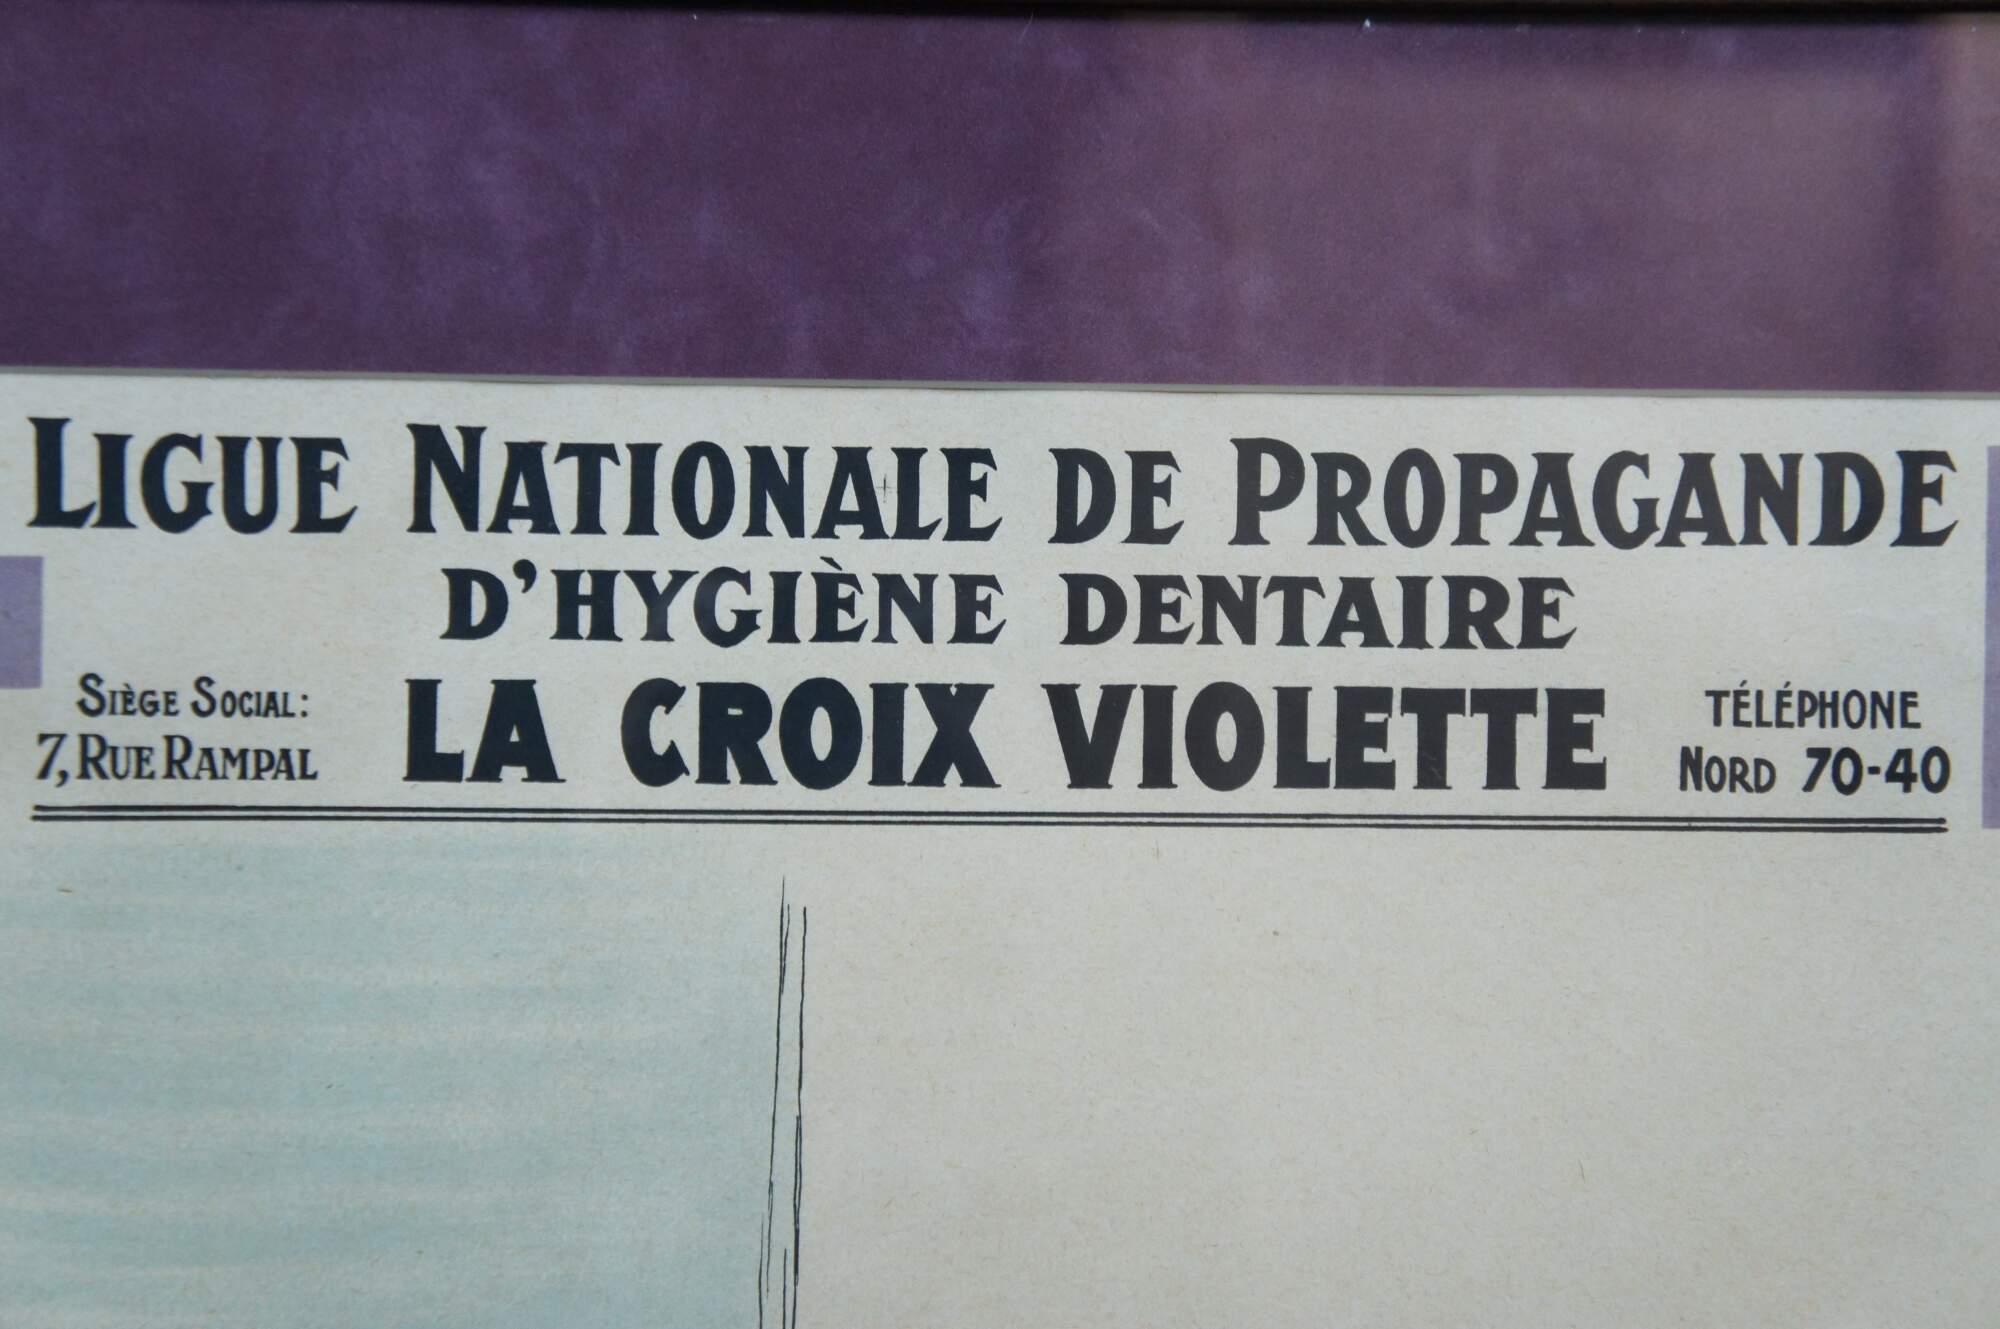 LIGUE NATIONALE DE PROPAGANDE
D'HYGIÈNE DENTAIRE
SIÈGE SOCIAL:
7, RUE RAMPAL
LA CROIX VIOLETTE
TÉLÉPHONE
NORD 70-40